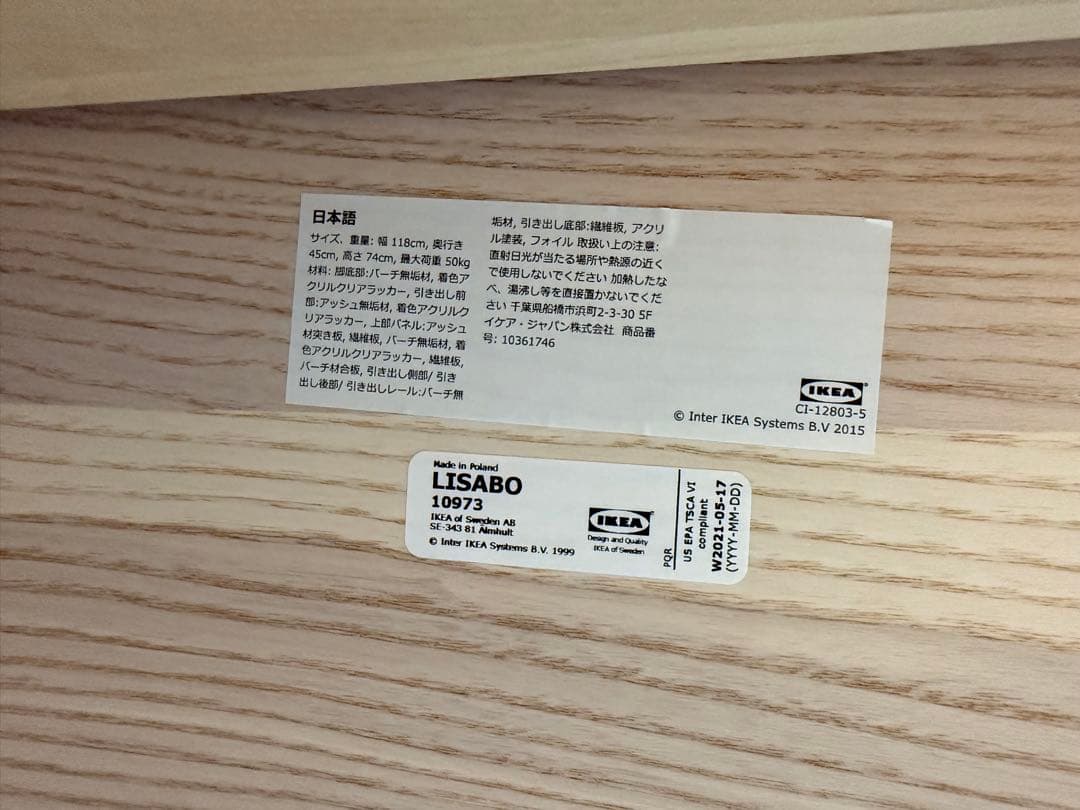 日本語
サイズ、重量: 幅 118cm, 奥行き
45cm, 高さ 74cm, 最大荷重 50kg
材料: 脚底部:バーチ無垢材, 着色ア
クリルクリアラッカー, 引き出し前
部:アッシュ無垢材, 着色アクリルク
リアラッカー, 上部パネル:アッシュ
材突き板, 繊維板, バーチ無垢材, 着
色アクリルクリアラッカー, 繊維板,
バーチ材合板, 引き出し側部/ 引き
出し後部/ 引き出しレール:バーチ無
垢材, 引き出し底部:繊維板, アクリ
ル塗装, フォイル 取扱い上の注意:
直射日光が当たる場所や熱源の近く
で使用しないでください 加熱したな
べ、湯沸し等を直接置かないでくだ
さい 千葉県船橋市浜町2-3-30 5F
イケア・ジャパン株式会社 商品番
号: 10361746
IKEA
CI-12803-5
© Inter IKEA Systems B.V 2015
Made in Poland
LISABO
10973
IKEA of Sweden AB
SE-343 81 Älmhult
© Inter IKEA Systems B.V. 1999
IKEA
Design and Quality
IKEA of Sweden
PQR
US EPA TSCA VI
compliant
W2021-05-17
(YYYY-MM-DD)